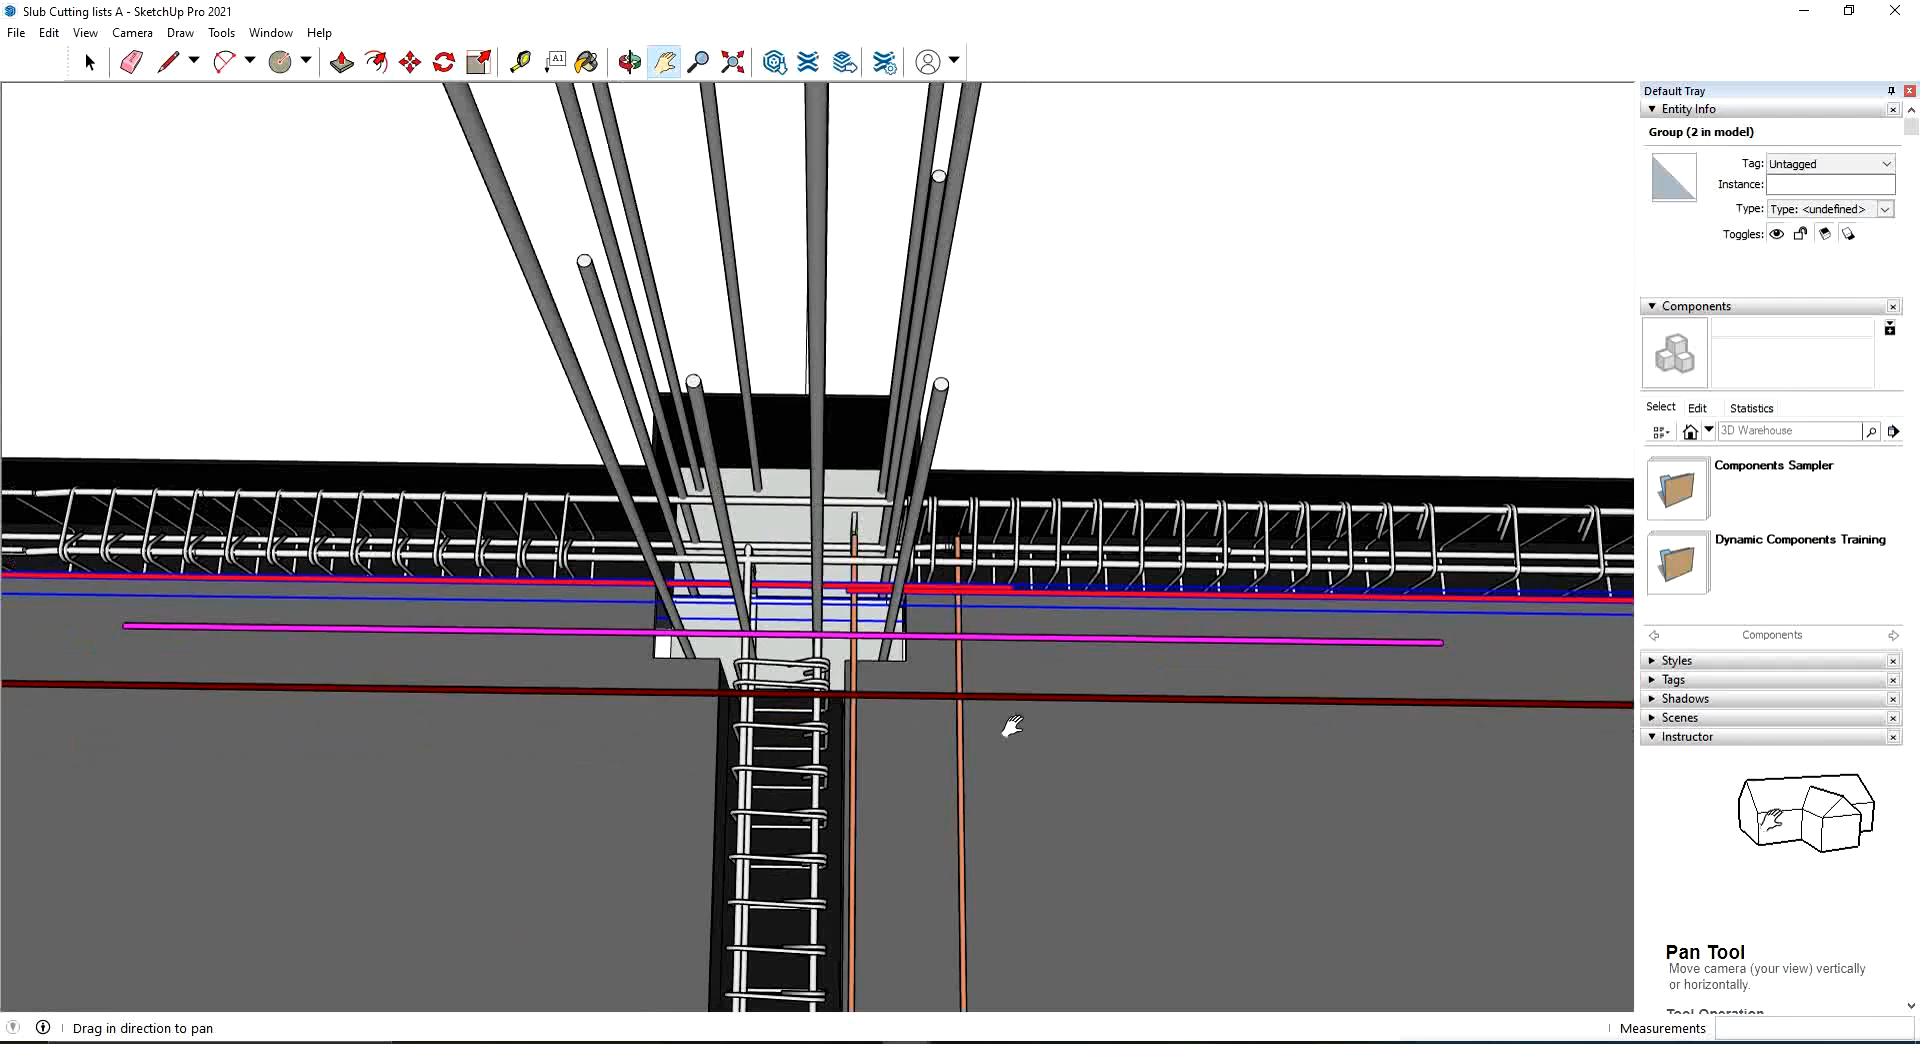 Slub Cutting lists A - SketchUp Pro 2021
File Edit View Camera Draw Tools Window Help
A1
Default Tray
Entity Info
Group (2 in model)
Tag: Untagged
Instance:
Type: Type: <undefined>
Toggles:
Components
Select Edit Statistics
3D Warehouse
Components Sampler
Dynamic Components Training
Components
Styles
Tags
Shadows
Scenes
Instructor
Pan Tool
Move camera (your view) vertically
or horizontally.
Tool Operation
Drag in direction to pan
Measurements